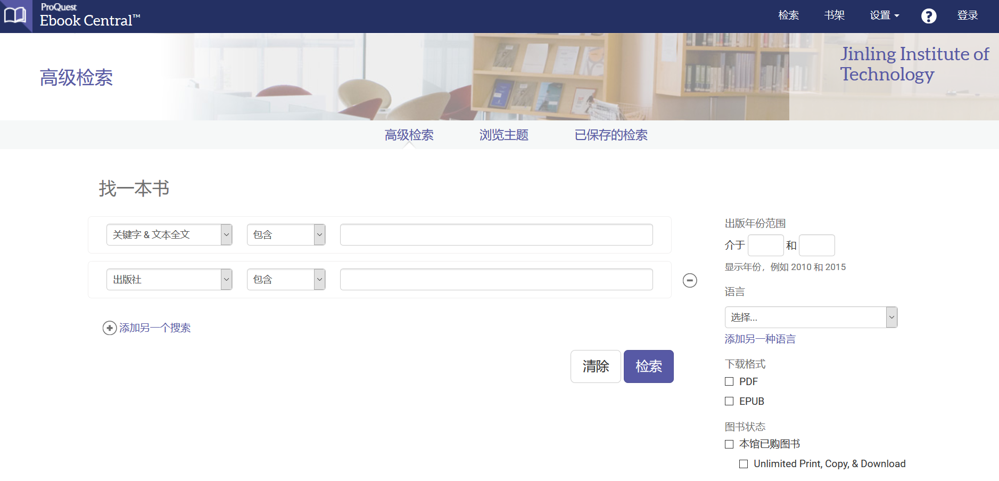 ProQuest
Ebook Central™
检索
书架
设置
?
登录
高级检索
Jinling Institute of
Technology
高级检索
浏览主题
已保存的检索
找一本书
关键字 & 文本全文
包含
出版社
包含
添加另一个搜索
清除
检索
出版年份范围
介于 和
显示年份，例如 2010 和 2015
语言
选择...
添加另一种语言
下载格式
PDF
EPUB
图书状态
本馆已购图书
Unlimited Print, Copy, & Download